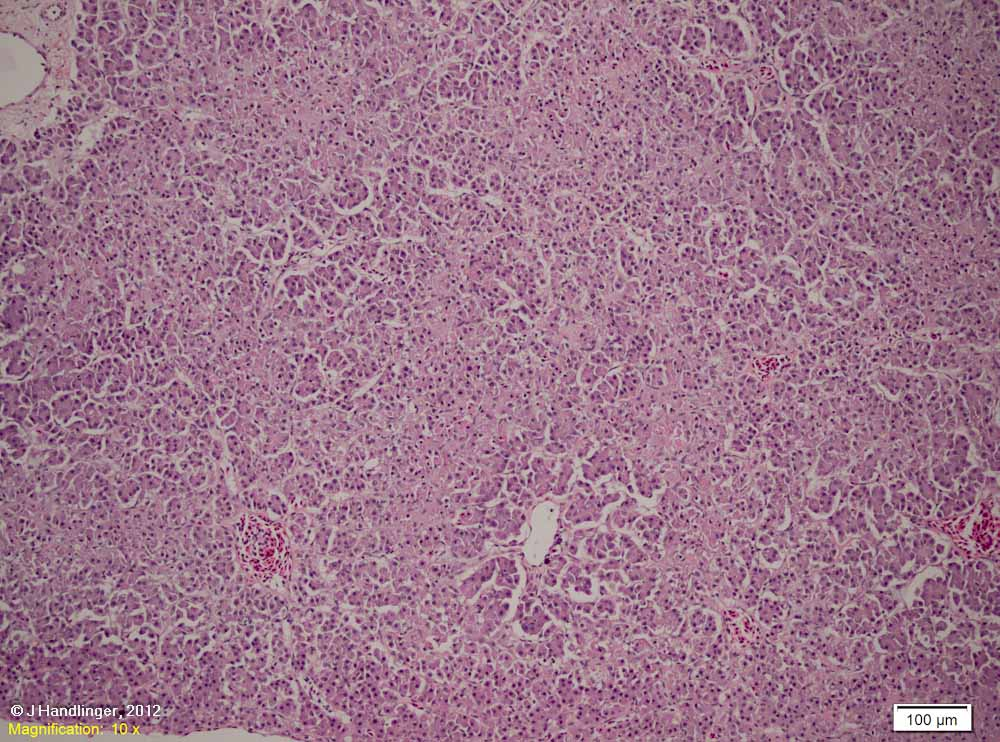 © J Handlinger, 2012
Magnification: 10 x
100 µm